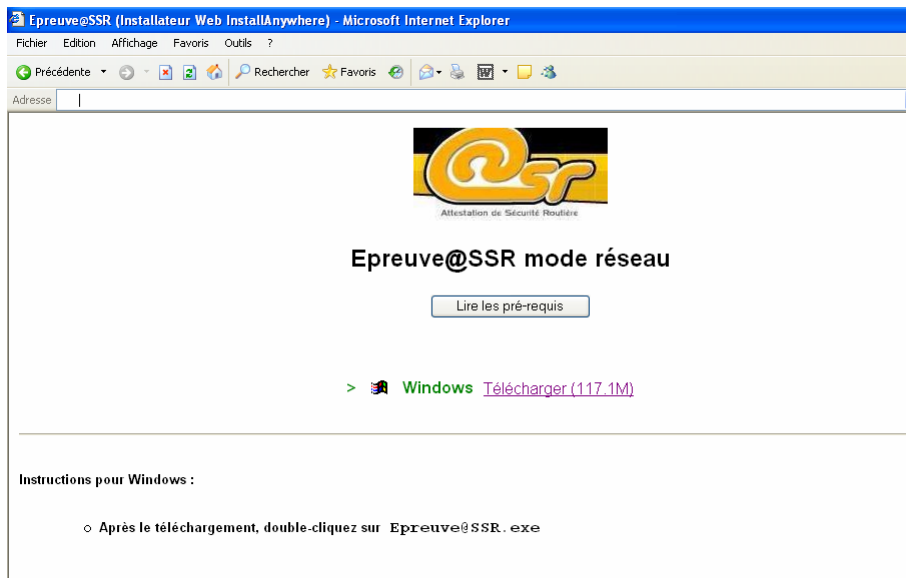 Epreuve@SSR (Installateur Web InstallAnywhere) - Microsoft Internet Explorer
Fichier Edition Affichage Favoris Outils ?
Précédente Rechercher Favoris
Adresse
@sr
Attestation de Sécurité Routière
Epreuve@SSR mode réseau
Lire les pré-requis
> Windows Télécharger (117.1M)
Instructions pour Windows :
Après le téléchargement, double-cliquez sur Epreuve@SSR.exe